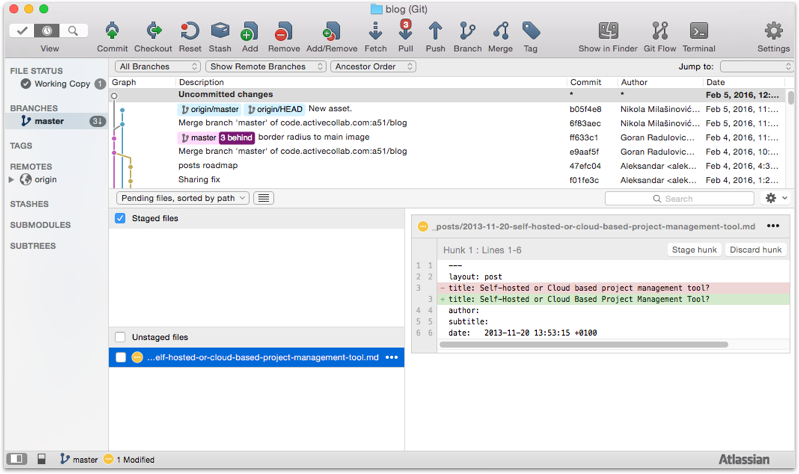 blog (Git)
View Commit Checkout Reset Stash Add Remove Add/Remove Fetch 3 Pull Push Branch Merge Tag Show in Finder Git Flow Terminal Settings
All Branches Show Remote Branches Ancestor Order Jump to:
FILE STATUS
Working Copy 1
BRANCHES
master 3↓
TAGS
REMOTES
origin
STASHES
SUBMODULES
SUBTREES
Graph Description Commit Author Date
Uncommitted changes * * Feb 5, 2016, 12:...
origin/master origin/HEAD New asset. b05f4e8 Nikola Milašinović... Feb 5, 2016, 11:...
Merge branch 'master' of code.activecollab.com:a51/blog 6f83aec Nikola Milašinović... Feb 5, 2016, 11:...
master 3 behind border radius to main image ff633c1 Goran Radulovic... Feb 4, 2016, 11:...
Merge branch 'master' of code.activecollab.com:a51/blog e9aaf5f Goran Radulovic... Feb 4, 2016, 10:...
posts roadmap 47efc04 Aleksandar <alek... Feb 4, 2016, 4:3...
Sharing fix f01fe3c Aleksandar <alek... Feb 4, 2016, 1:2...
Pending files, sorted by path Search
Staged files
Unstaged files
...elf-hosted-or-cloud-based-project-management-tool.md •••
_posts/2013-11-20-self-hosted-or-cloud-based-project-management-tool.md •••
Hunk 1 : Lines 1-6 Stage hunk Discard hunk
1 1 ---
2 2 layout: post
3 - title: Self-hosted or Cloud based project management tool?
3 + title: Self-Hosted or Cloud Based Project Management Tool?
4 4 author:
5 5 subtitle:
6 6 date: 2013-11-20 13:53:15 +0100
master 1 Modified Atlassian